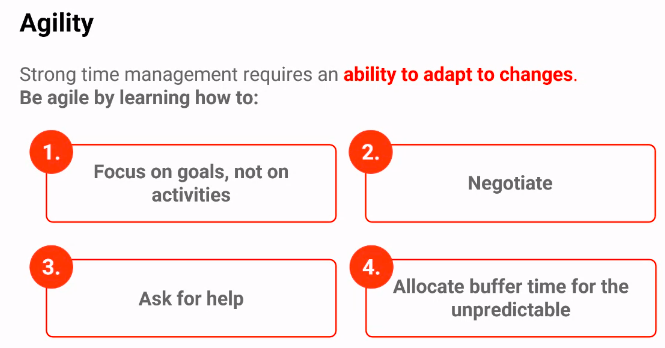 Agility
Strong time management requires an ability to adapt to changes.
Be agile by learning how to:
1.
Focus on goals, not on
activities
2.
Negotiate
3.
Ask for help
4.
Allocate buffer time for the
unpredictable